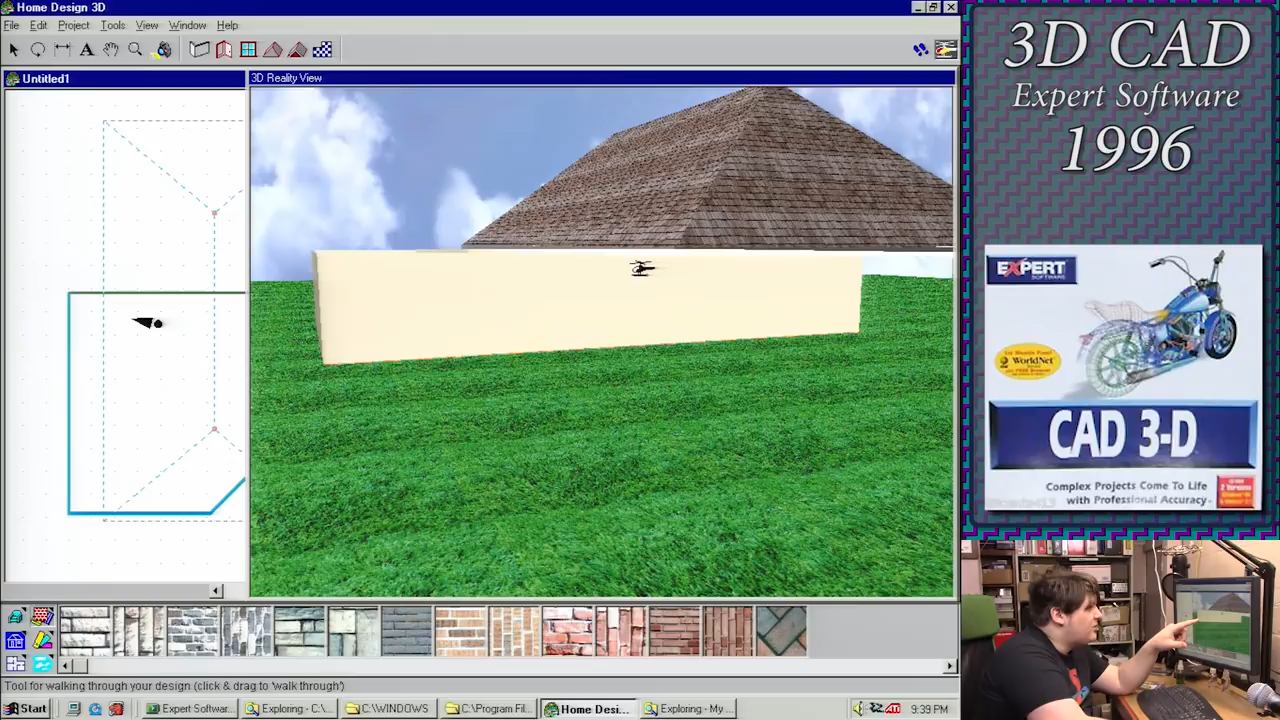 Home Design 3D
File Edit Project Tools View Window Help
Untitled1
3D Reality View
Tool for walking through your design (click & drag to 'walk through')
Start
Expert Softwar...
Exploring - C:\...
C:\WINDOWS
C:\Program Fil...
Home Desi...
Exploring - My ...
ATI
9:39 PM
3D CAD
Expert Software
1996
EXPERT
SOFTWARE
WorldNet
CAD 3-D
Complex Projects Come To Life
with Professional Accuracy